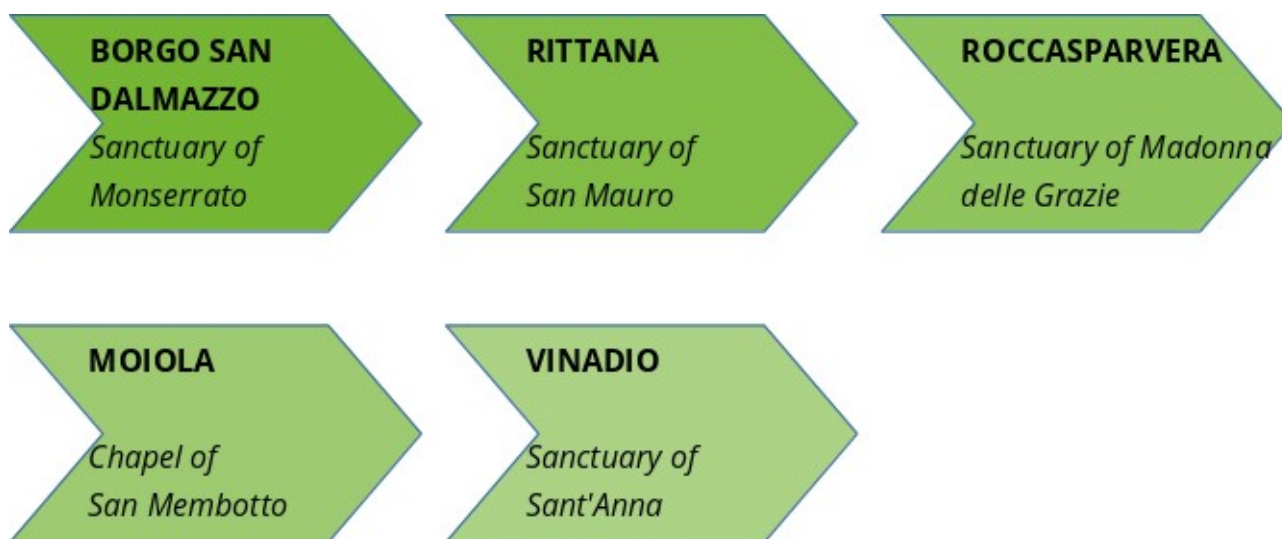 BORGO SAN
DALMAZZO
Sanctuary of
Monserrato
RITTANA
Sanctuary of
San Mauro
ROCCASPARVERA
Sanctuary of Madonna
delle Grazie
MOIOLA
Chapel of
San Membotto
VINADIO
Sanctuary of
Sant'Anna